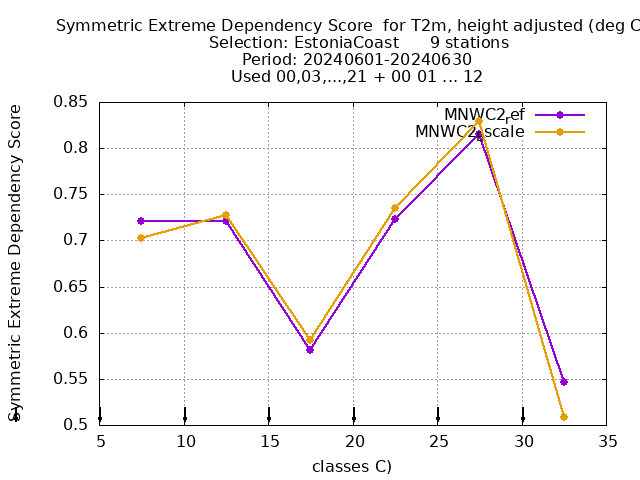 Symmetric Extreme Dependency Score for T2m, height adjusted (deg C
Selection: EstoniaCoast 9 stations
Period: 20240601-20240630
Used 00,03,...,21 + 00 01 ... 12
Symmetric Extreme Dependency Score
0.85
0.8
0.75
0.7
0.65
0.6
0.55
0.5
MNWC2ref
MNWC2scale
5 10 15 20 25 30 35
classes C)